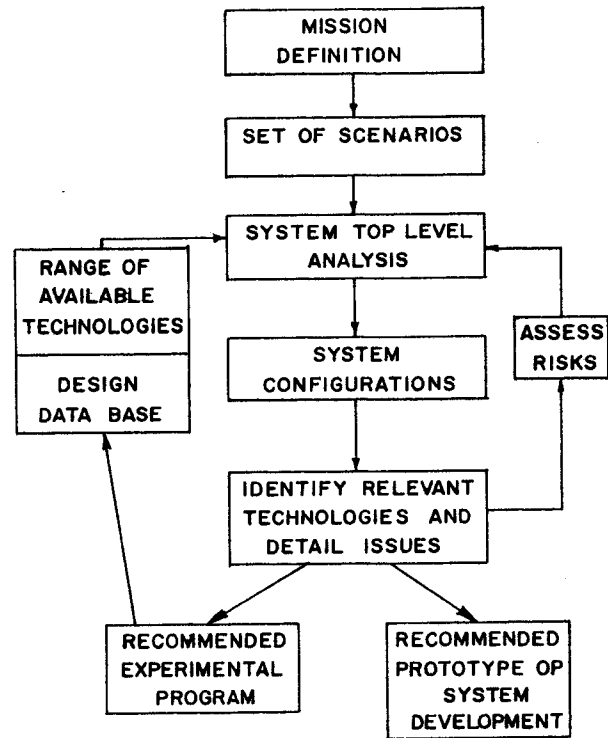 MISSION
DEFINITION
SET OF SCENARIOS
SYSTEM TOP LEVEL
ANALYSIS
RANGE OF
AVAILABLE
TECHNOLOGIES
DESIGN
DATA BASE
SYSTEM
CONFIGURATIONS
ASSESS
RISKS
IDENTIFY RELEVANT
TECHNOLOGIES AND
DETAIL ISSUES
RECOMMENDED
EXPERIMENTAL
PROGRAM
RECOMMENDED
PROTOTYPE OP
SYSTEM
DEVELOPMENT